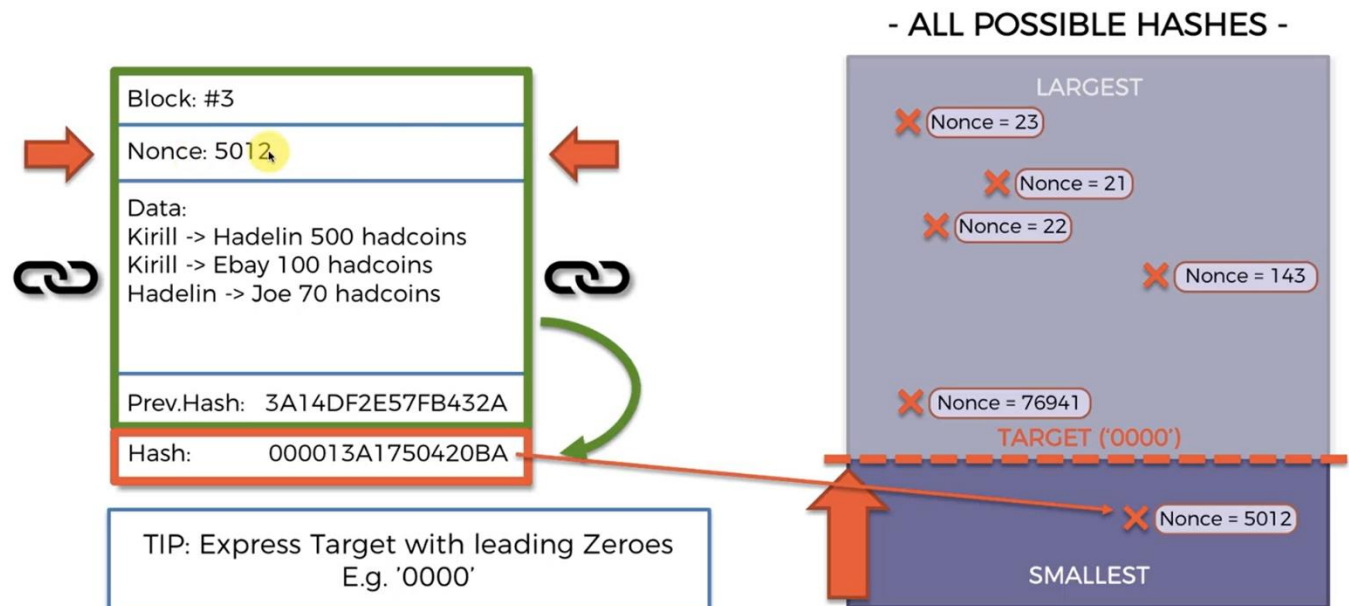 - ALL POSSIBLE HASHES -
Block: #3
Nonce: 5012
Data:
Kirill -> Hadelin 500 hadcoins
Kirill -> Ebay 100 hadcoins
Hadelin -> Joe 70 hadcoins
Prev.Hash: 3A14DF2E57FB432A
Hash: 000013A1750420BA
TIP: Express Target with leading Zeroes
E.g. '0000'
LARGEST
Nonce = 23
Nonce = 21
Nonce = 22
Nonce = 143
Nonce = 76941
TARGET ('0000')
Nonce = 5012
SMALLEST